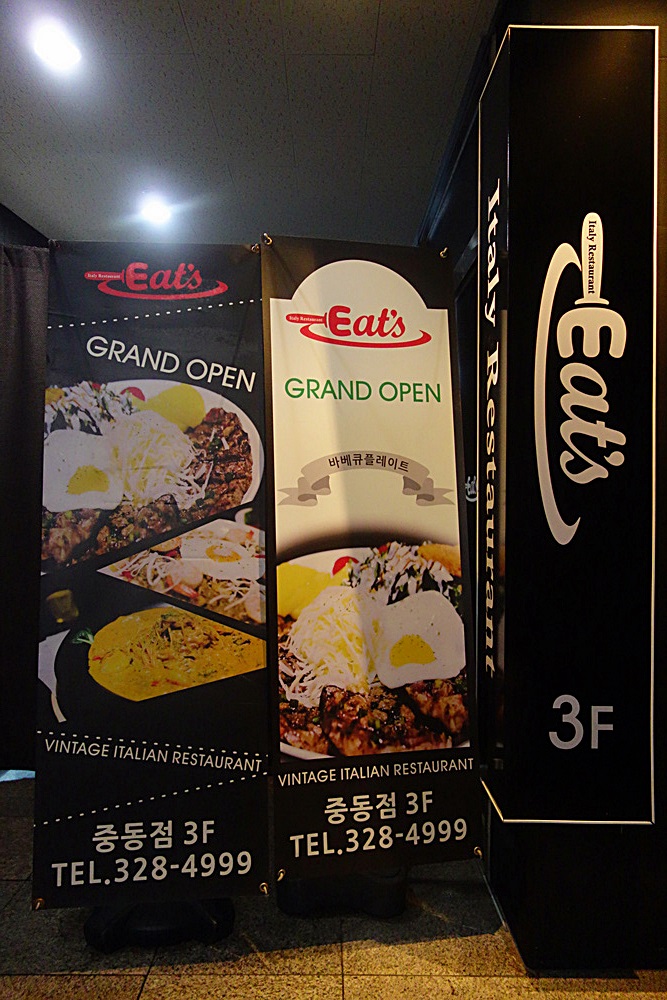 Italy Restaurant
Eat's
GRAND OPEN
VINTAGE ITALIAN RESTAURANT
중동점 3F
TEL.328-4999
Italy Restaurant
Eat's
GRAND OPEN
바베큐플레이트
VINTAGE ITALIAN RESTAURANT
중동점 3F
TEL.328-4999
Italy Restaurant
Italy Restaurant
Eat's
3F